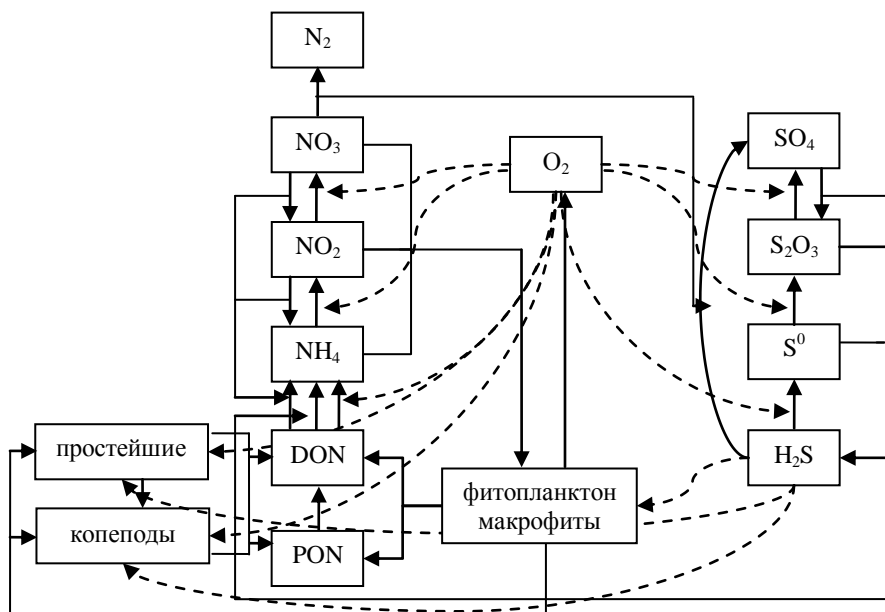 N₂
NO₃
O₂
SO₄
NO₂
S₂O₃
NH₄
S⁰
простейшие
DON
H₂S
фитопланктон
макрофиты
копеподы
PON